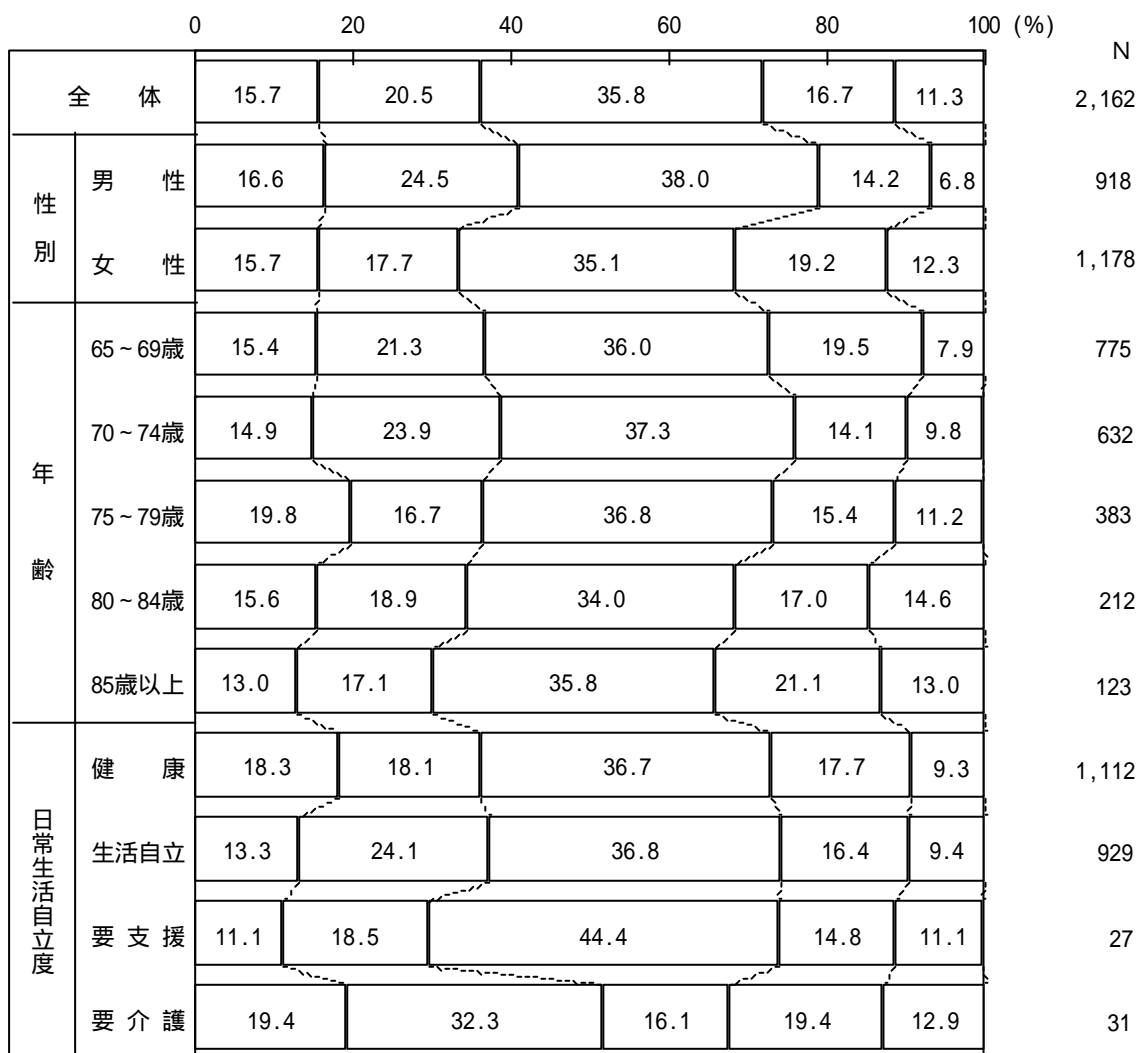 0 20 40 60 80 100 (%)
N
全体 15.7 20.5 35.8 16.7 11.3 2,162
性別
男性 16.6 24.5 38.0 14.2 6.8 918
女性 15.7 17.7 35.1 19.2 12.3 1,178
年齢
65~69歳 15.4 21.3 36.0 19.5 7.9 775
70~74歳 14.9 23.9 37.3 14.1 9.8 632
75~79歳 19.8 16.7 36.8 15.4 11.2 383
80~84歳 15.6 18.9 34.0 17.0 14.6 212
85歳以上 13.0 17.1 35.8 21.1 13.0 123
日常生活自立度
健康 18.3 18.1 36.7 17.7 9.3 1,112
生活自立 13.3 24.1 36.8 16.4 9.4 929
要支援 11.1 18.5 44.4 14.8 11.1 27
要介護 19.4 32.3 16.1 19.4 12.9 31